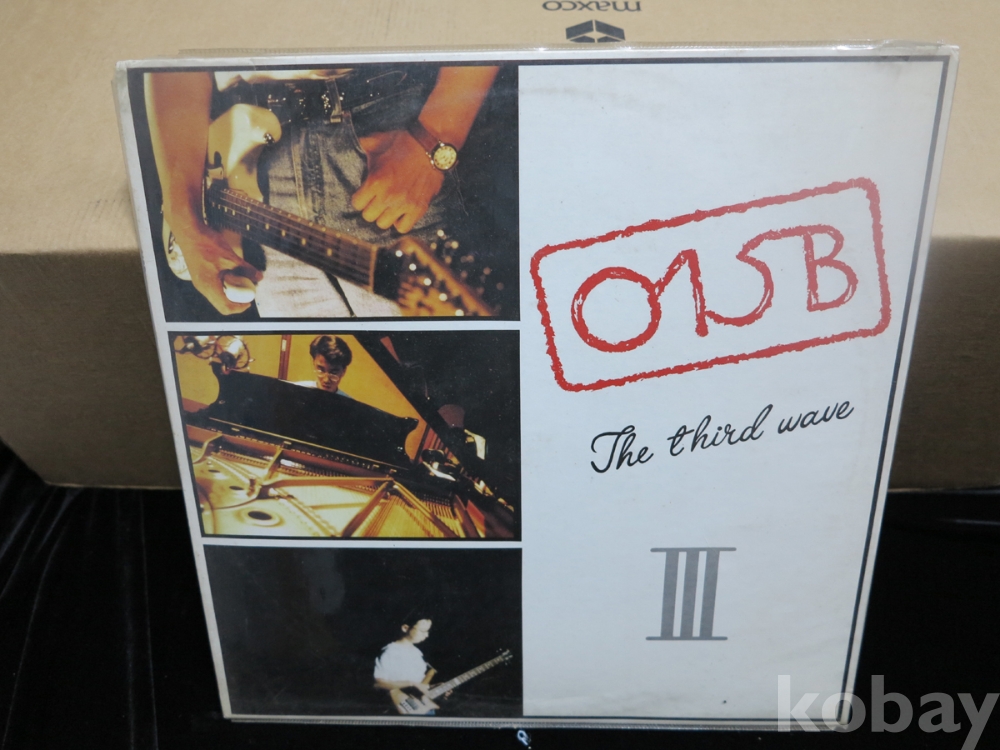 maxco
O15B
The third wave
III
kobay